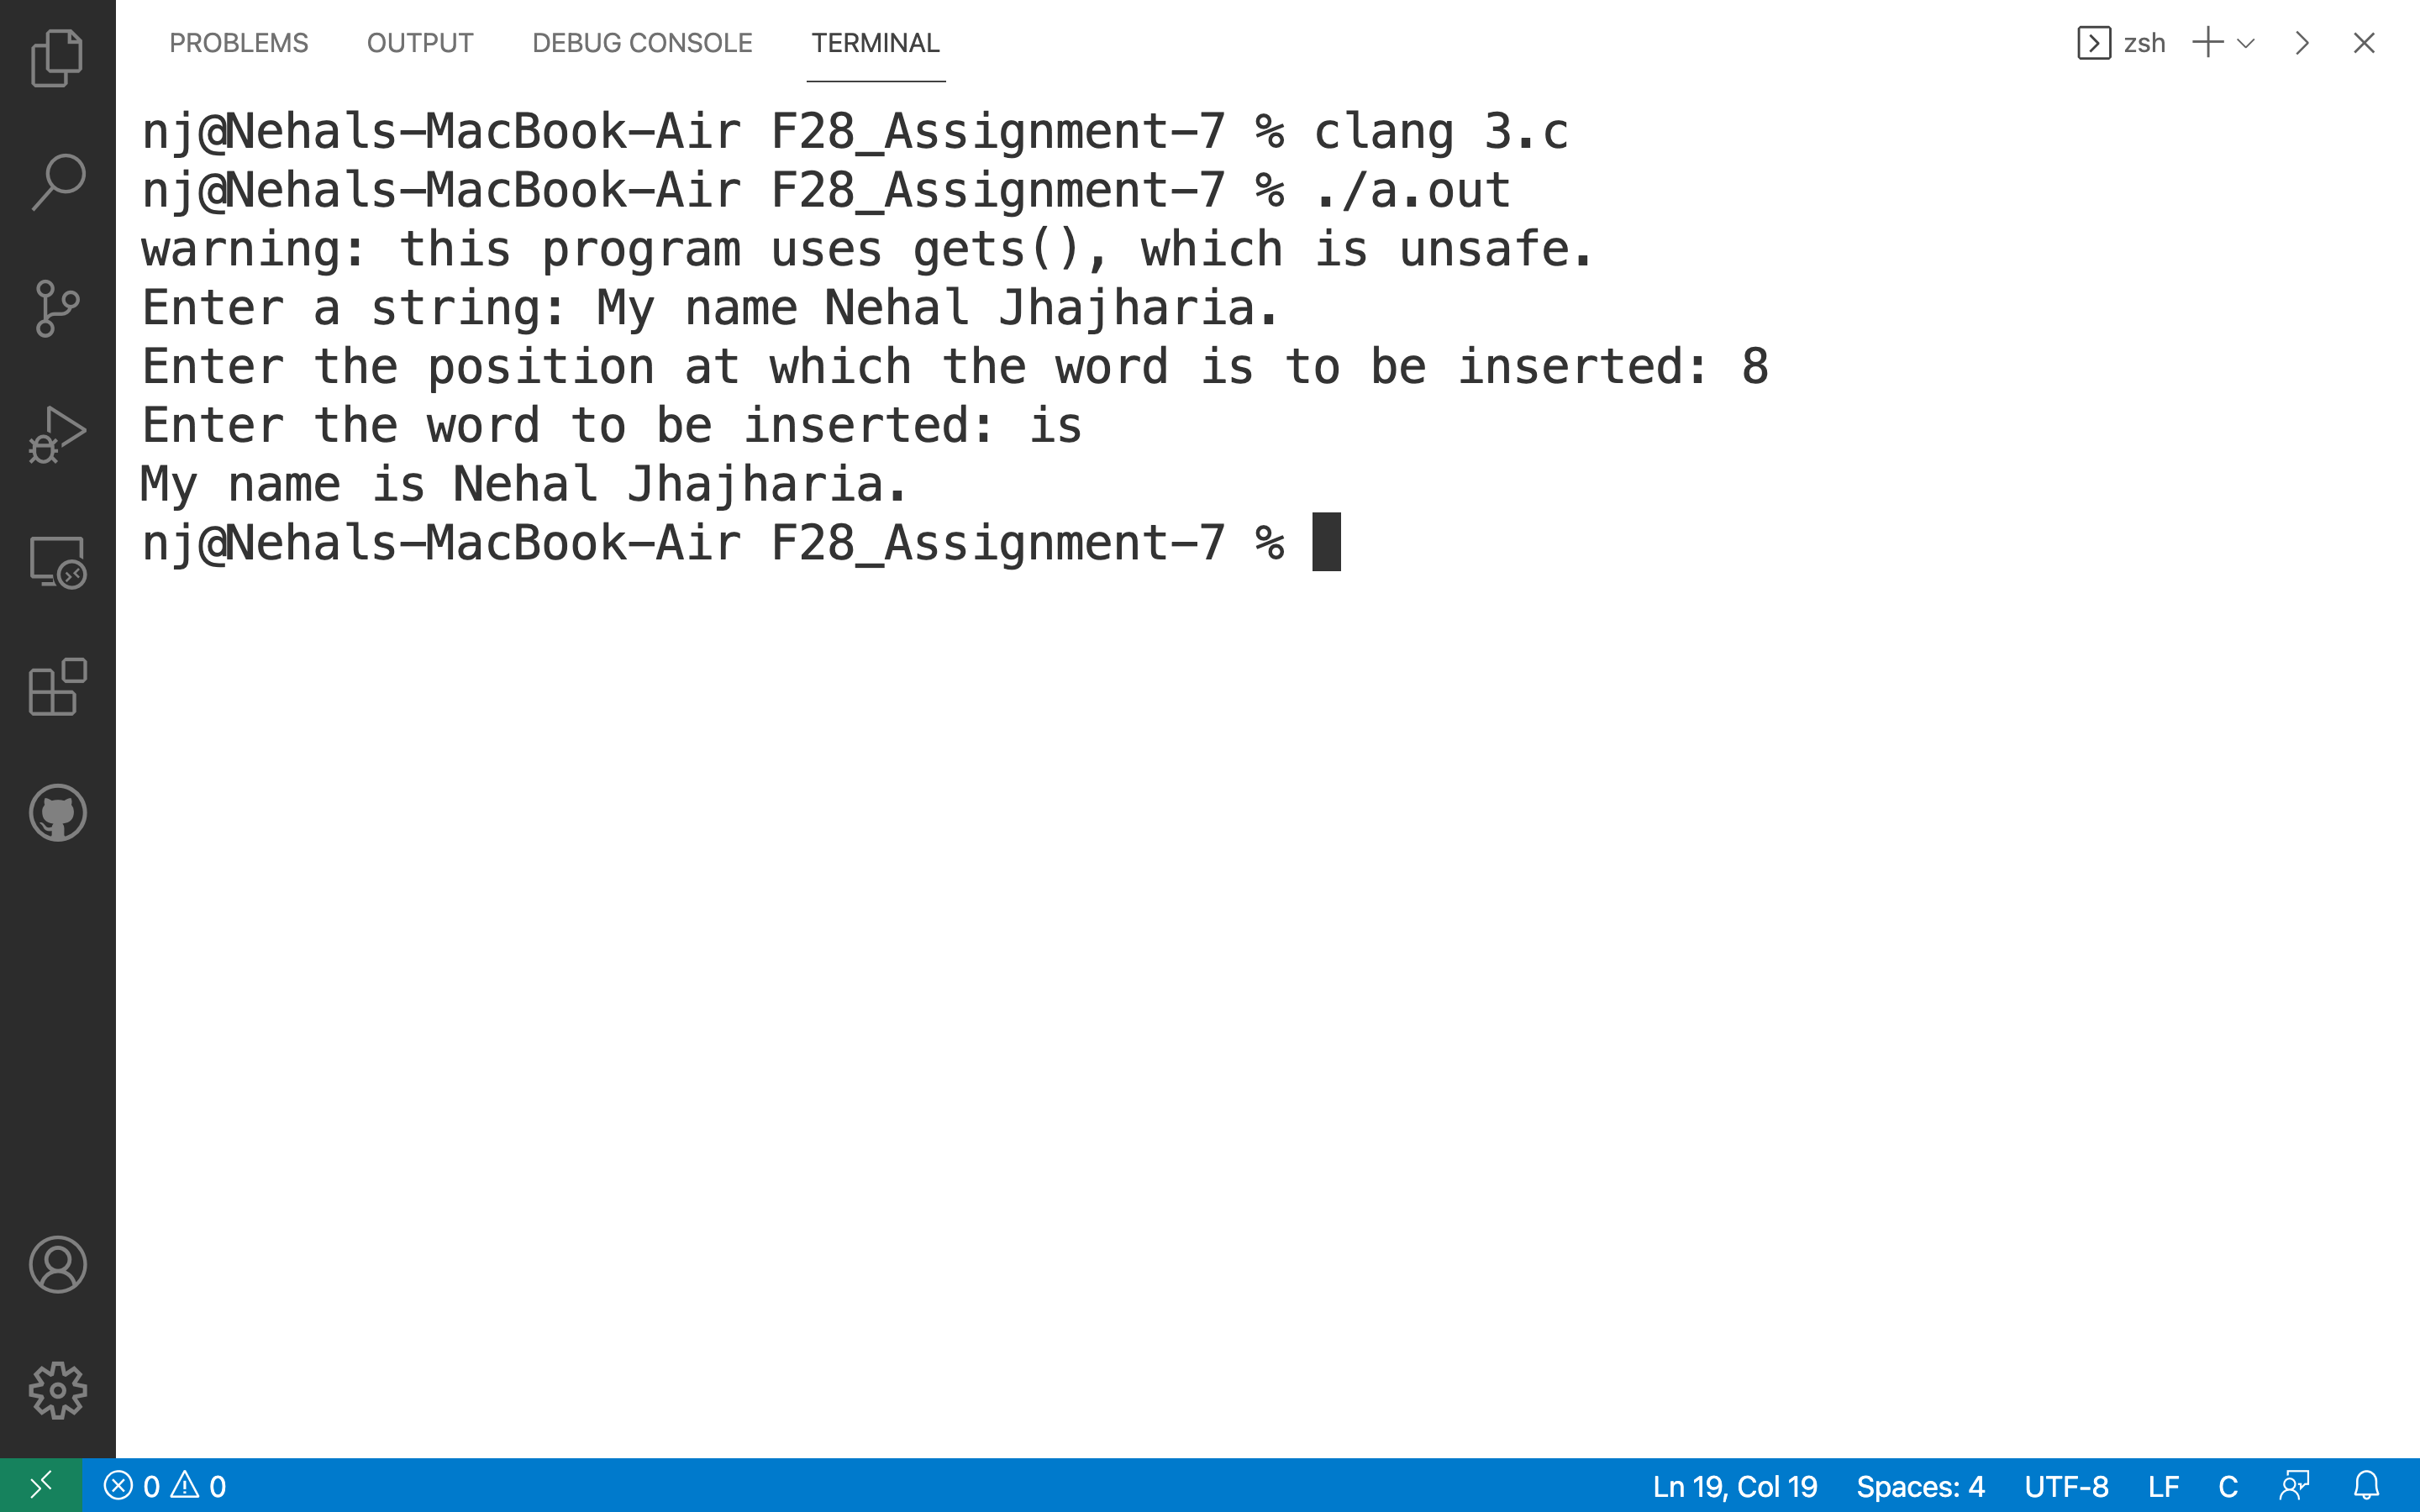 PROBLEMS OUTPUT DEBUG CONSOLE TERMINAL zsh
nj@Nehals-MacBook-Air F28_Assignment-7 % clang 3.c
nj@Nehals-MacBook-Air F28_Assignment-7 % ./a.out
warning: this program uses gets(), which is unsafe.
Enter a string: My name Nehal Jhajharia.
Enter the position at which the word is to be inserted: 8
Enter the word to be inserted: is
My name is Nehal Jhajharia.
nj@Nehals-MacBook-Air F28_Assignment-7 %
0 0 Ln 19, Col 19 Spaces: 4 UTF-8 LF C